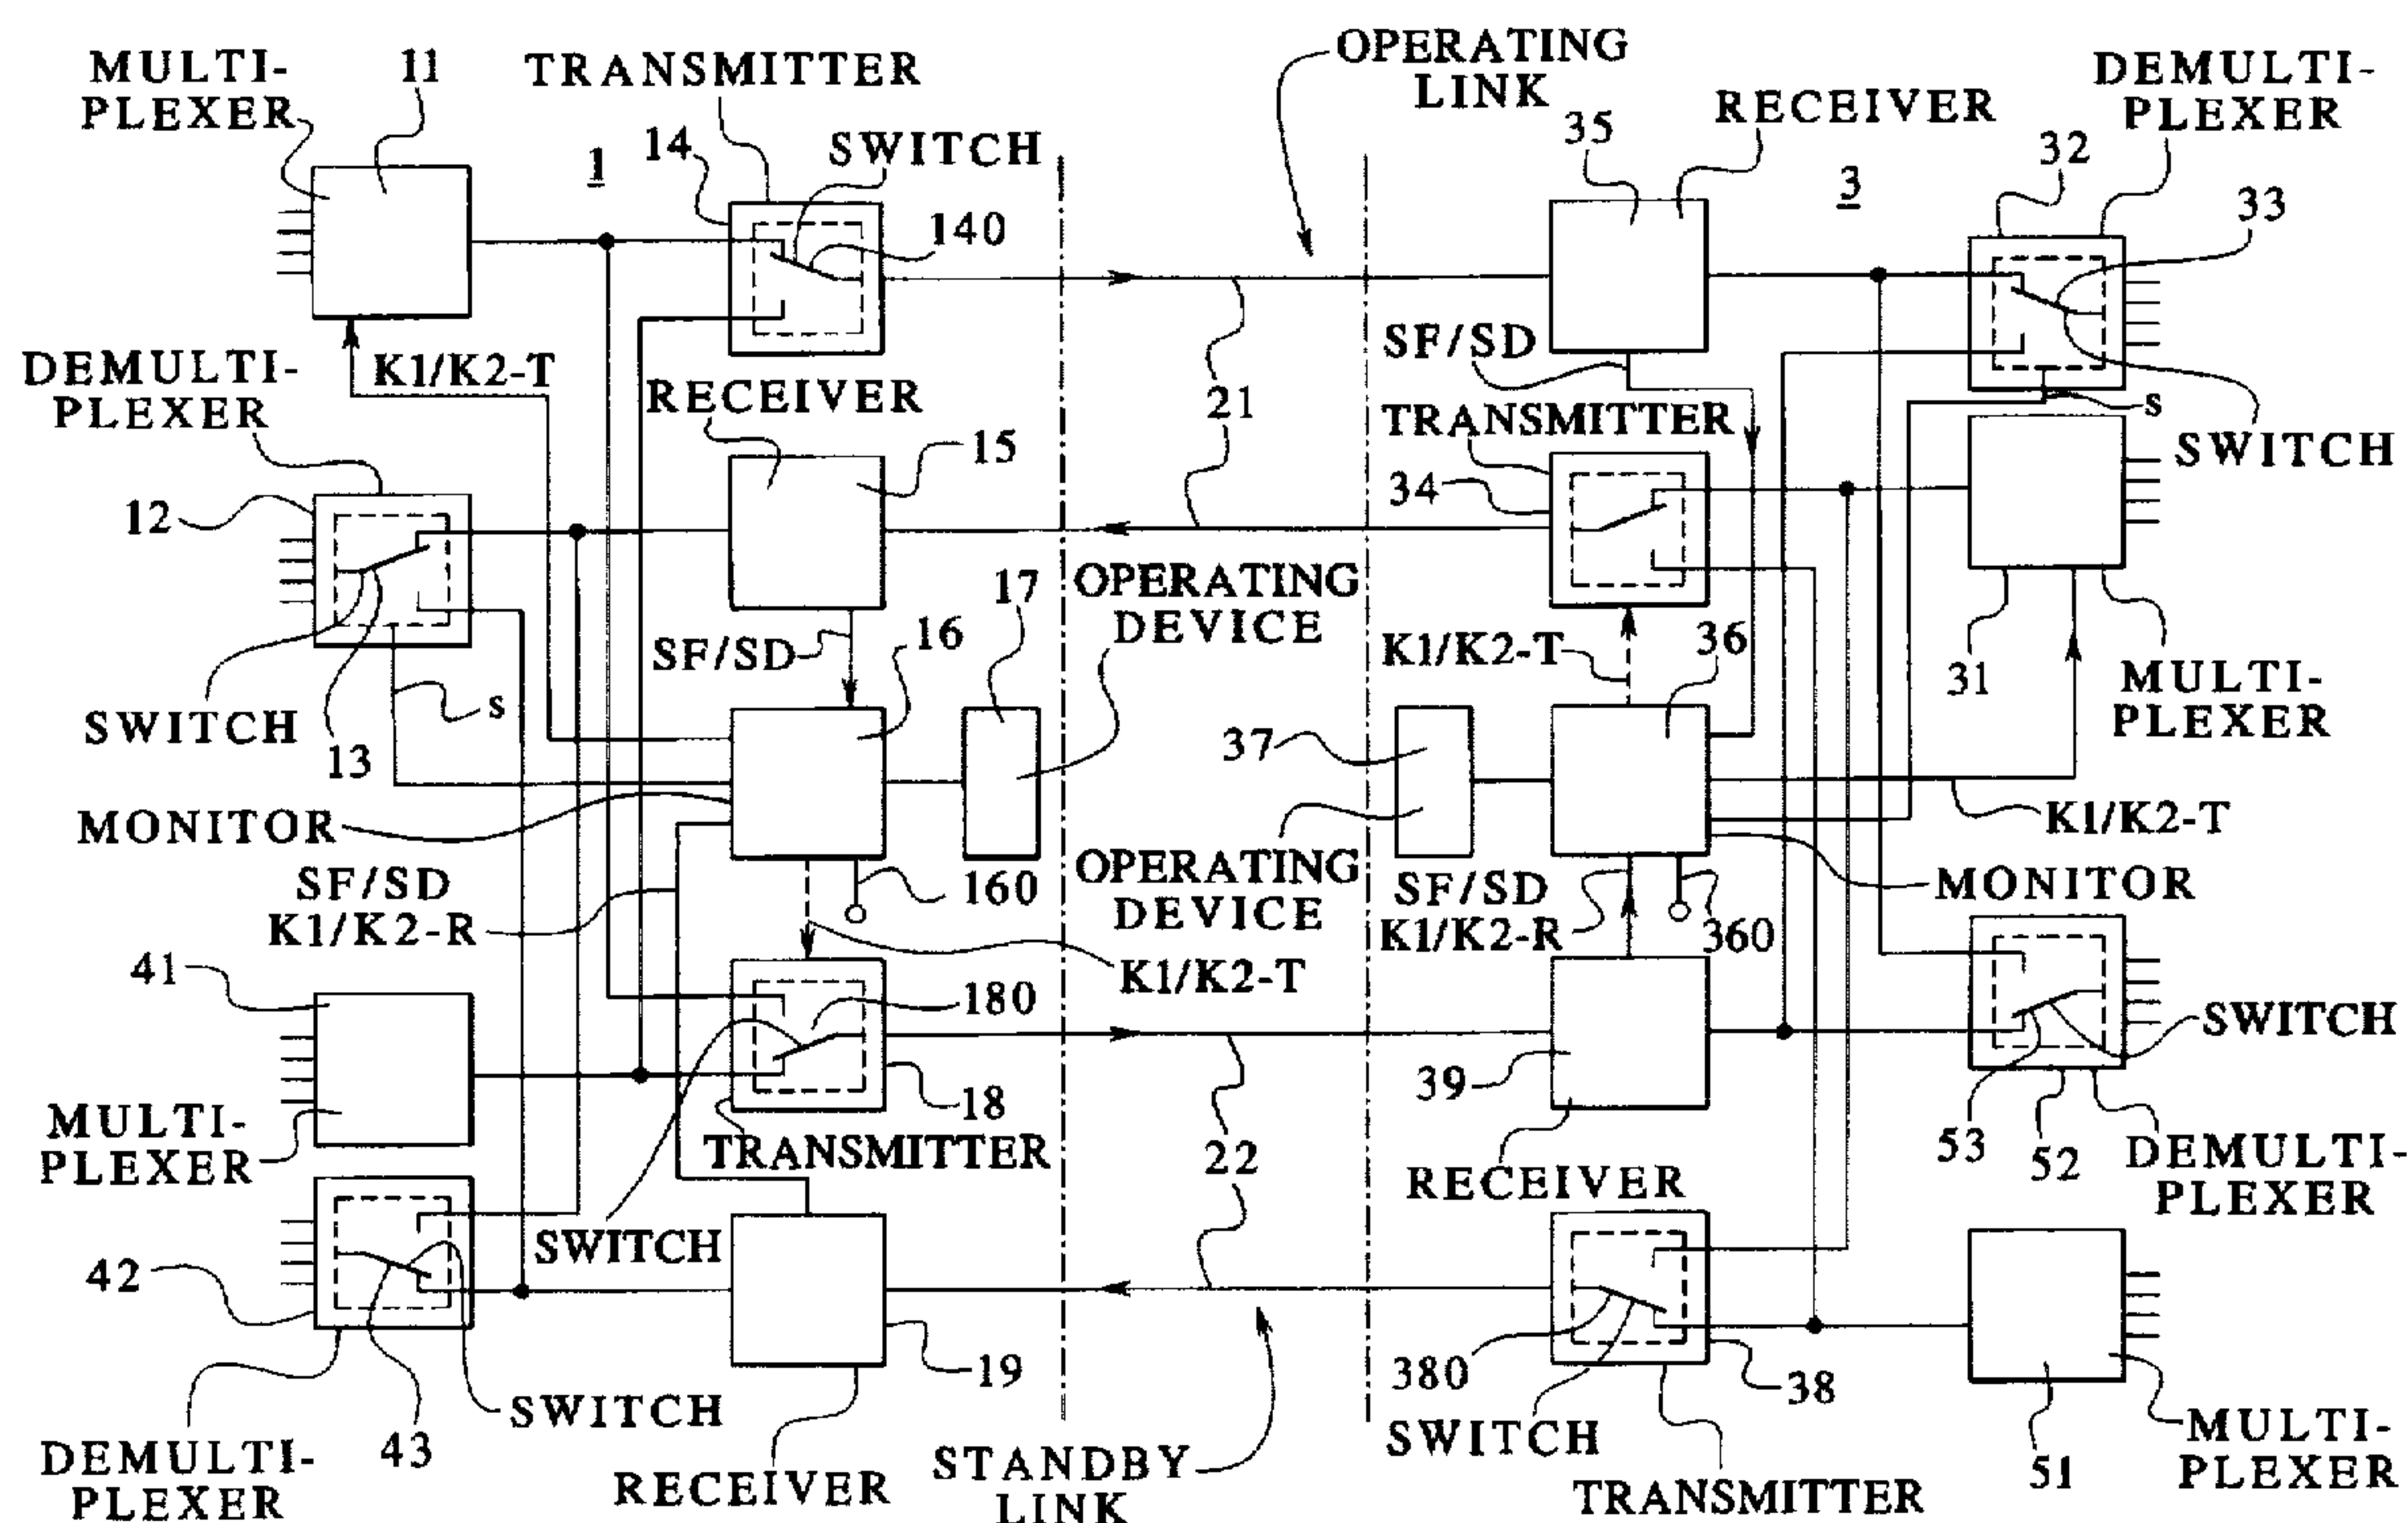 MULTI-
PLEXER
11
1
TRANSMITTER
14
SWITCH
140
OPERATING
LINK
35
RECEIVER
3
DEMULTI-
PLEXER
32
33
K1/K2-T
DEMULTI-
PLEXER
RECEIVER
15
21
SF/SD
TRANSMITTER
34
s
SWITCH
12
SWITCH
13
s
SF/SD
16
17
OPERATING
DEVICE
K1/K2-T
36
31
MULTI-
PLEXER
37
MONITOR
K1/K2-T
SF/SD
K1/K2-R
160
OPERATING
DEVICE
SF/SD
K1/K2-R
360
MONITOR
41
K1/K2-T
180
SWITCH
39
18
MULTI-
PLEXER
TRANSMITTER
22
53
52
DEMULTI-
PLEXER
RECEIVER
SWITCH
42
19
380
38
SWITCH
43
SWITCH
DEMULTI-
PLEXER
RECEIVER
STANDBY
LINK
TRANSMITTER
51
MULTI-
PLEXER